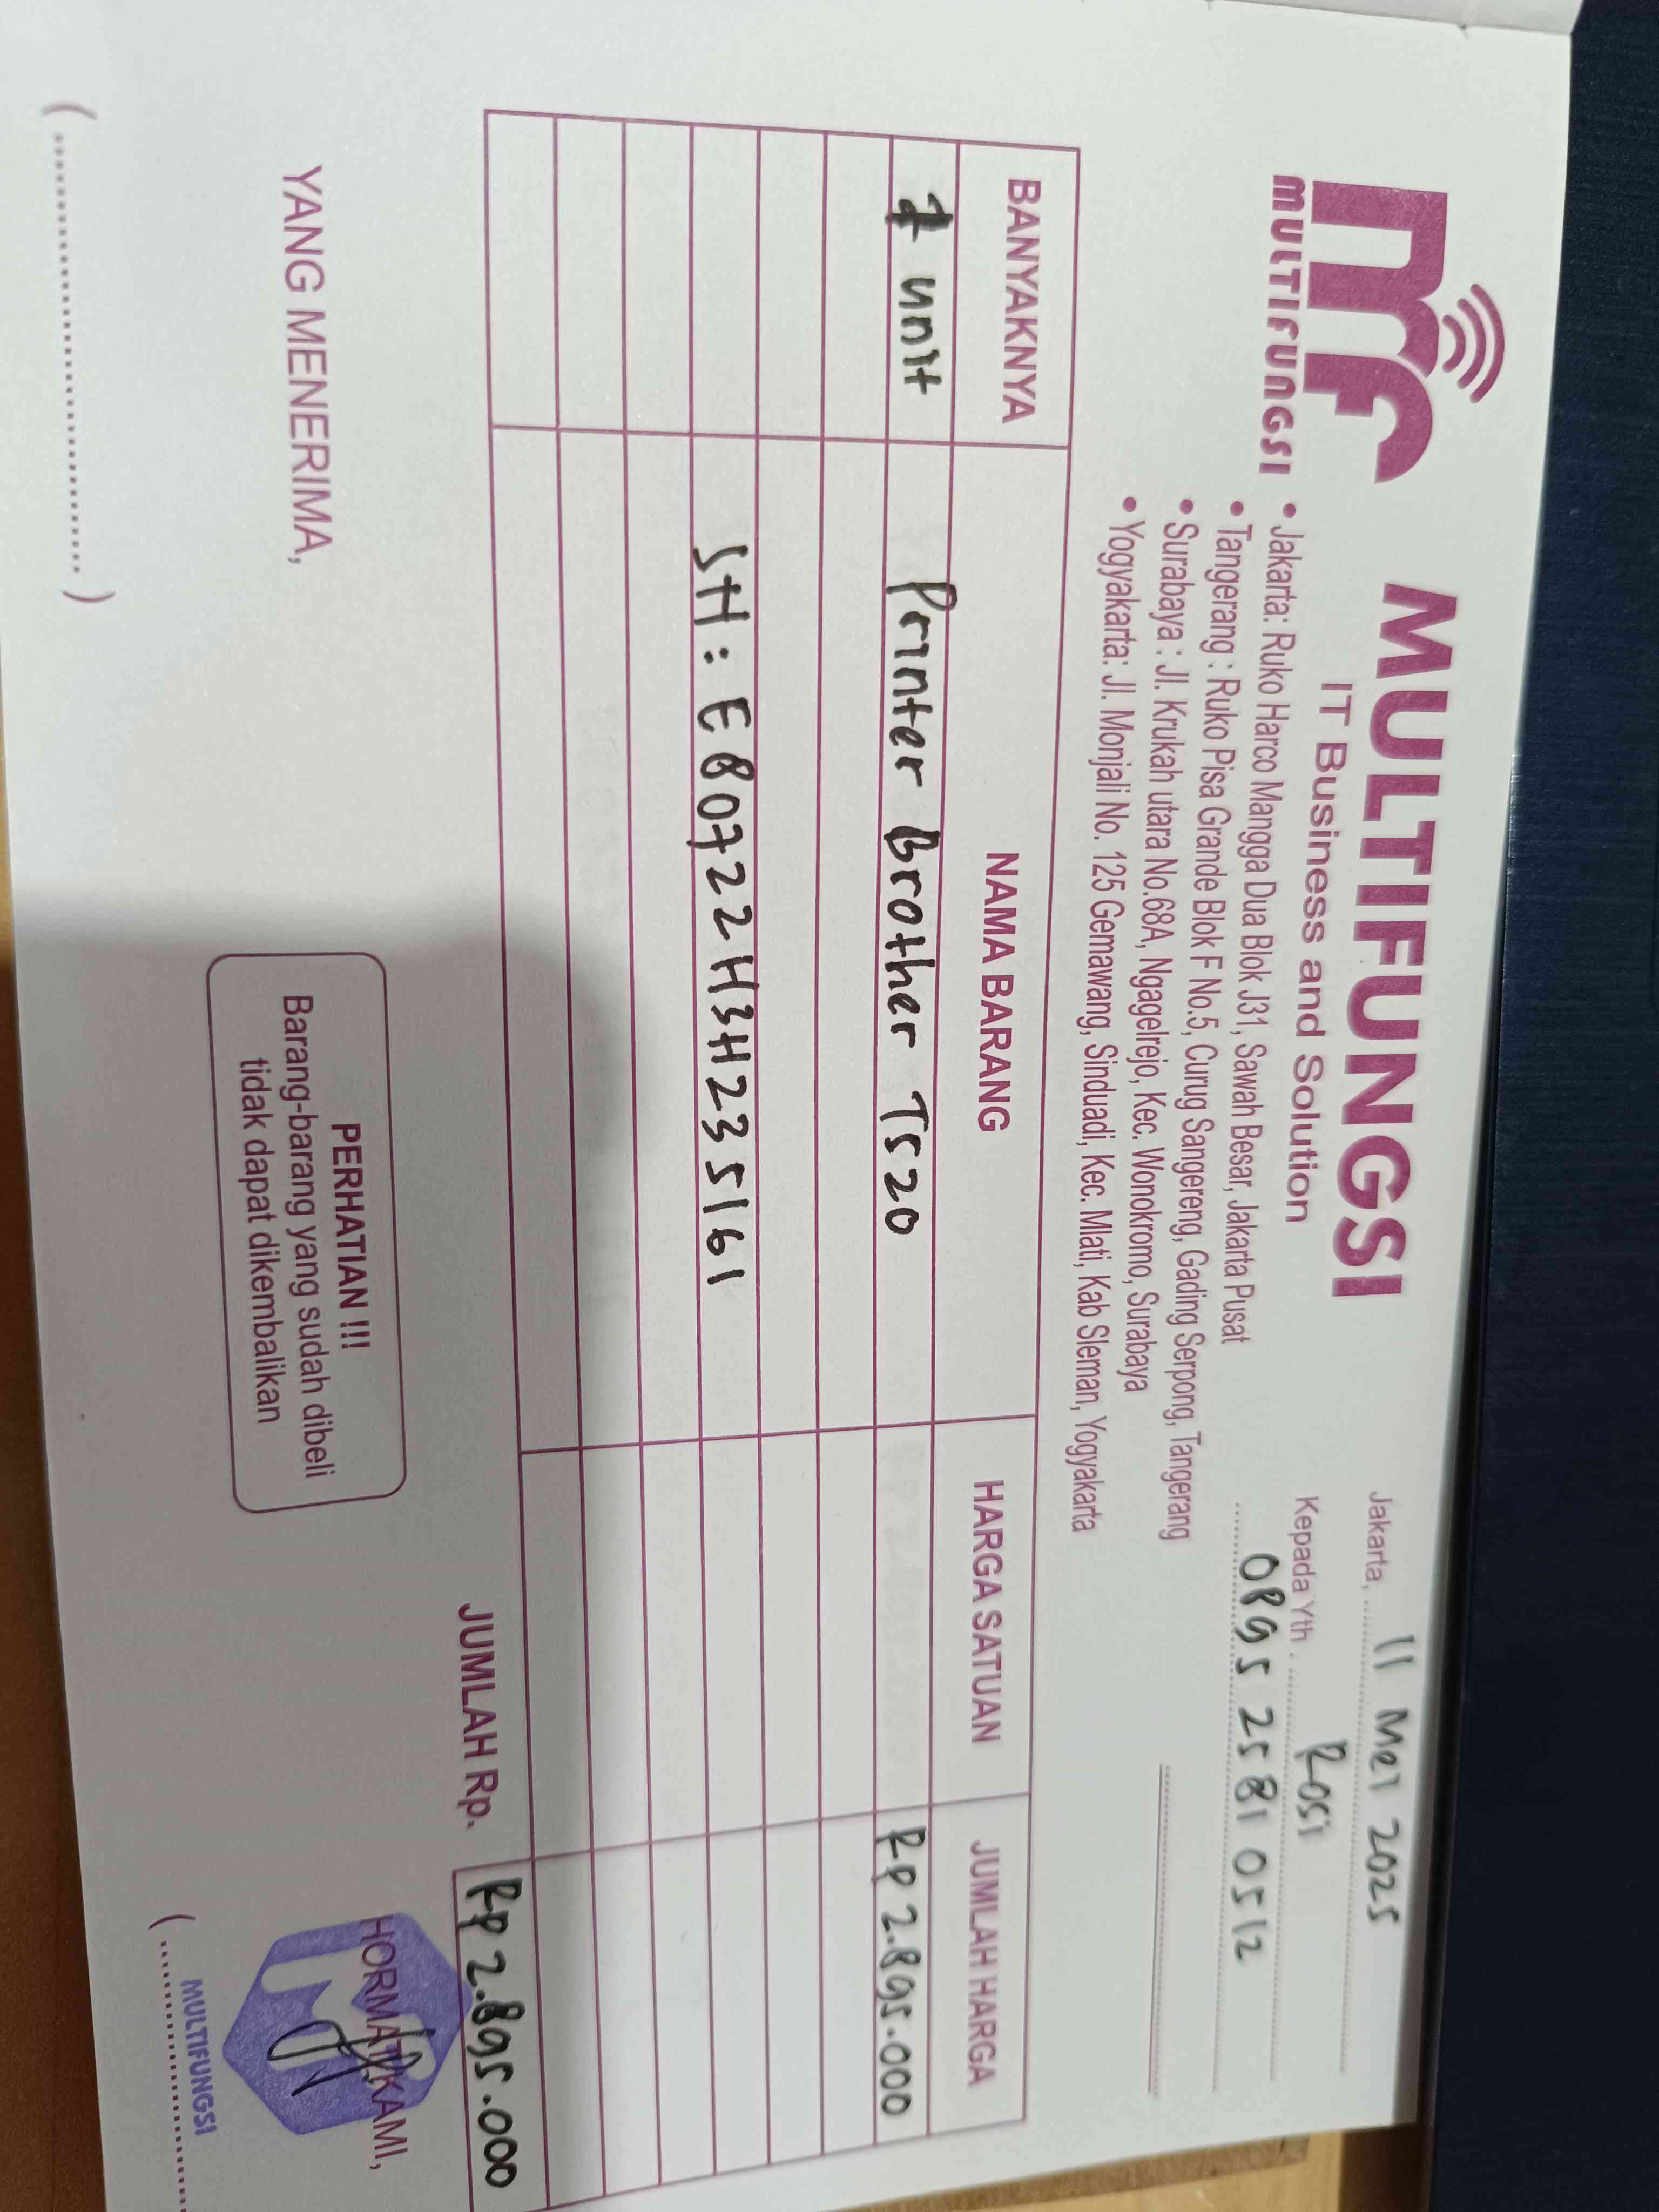 MULTIFUNGSI
MULTIFUNGSI
IT Business and Solution
• Jakarta: Ruko Harco Mangga Dua Blok J31, Sawah Besar, Jakarta Pusat
• Tangerang : Ruko Pisa Grande Blok F No.5, Curug Sangereng, Gading Serpong, Tangerang
• Surabaya : Jl. Krukah utara No.68A, Ngagelrejo, Kec. Wonokromo, Surabaya
• Yogyakarta: Jl. Monjali No. 125 Gemawang, Sinduadi, Kec. Mlati, Kab Sleman, Yogyakarta
Jakarta, 11 Mei 2025
Kepada Yth. Rosi
0895 2581 0512
BANYAKNYA NAMA BARANG HARGA SATUAN JUMLAH HARGA
1 unit Printer Brother T520 Rp 2.895.000
SH : E80722H3H235161
JUMLAH Rp. Rp 2.895.000
YANG MENERIMA,
PERHATIAN !!!
Barang-barang yang sudah dibeli
tidak dapat dikembalikan
HORMAT KAMI,
MULTIFUNGSI